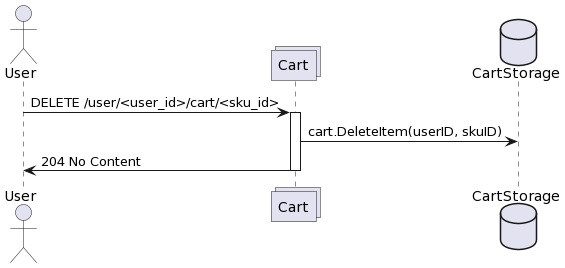 User
Cart
CartStorage
DELETE /user/<user_id>/cart/<sku_id>
cart.DeleteItem(userID, skuID)
204 No Content
User
Cart
CartStorage